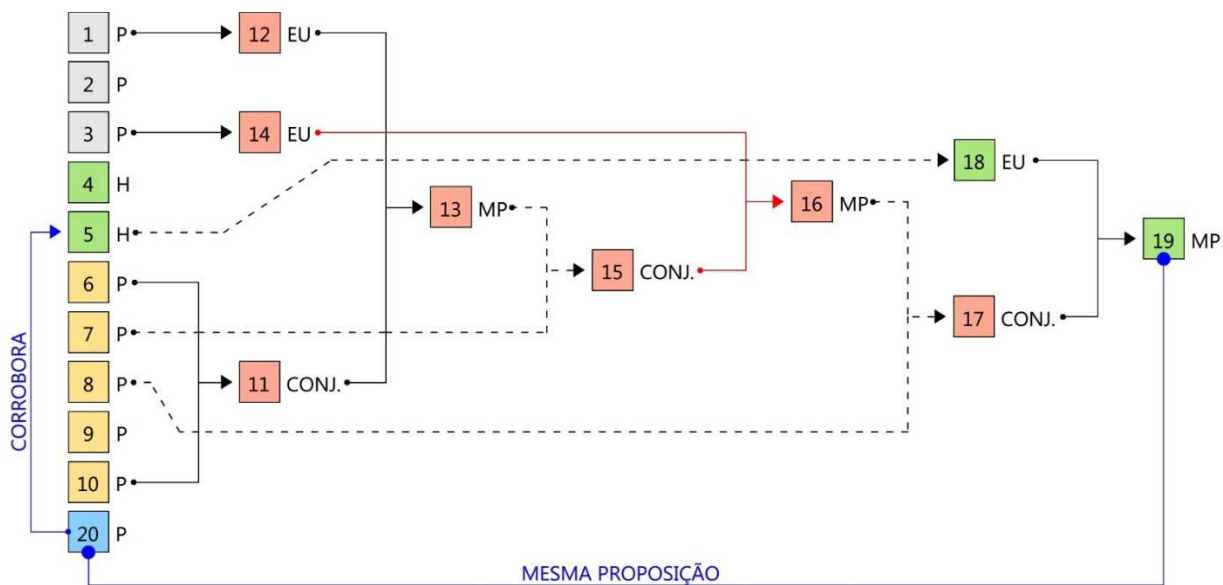 1 P 12 EU
2 P
3 P 14 EU
4 H 18 EU
13 MP 16 MP
5 H 19 MP
6 P 15 CONJ.
7 P 17 CONJ.
8 P 11 CONJ.
9 P
10 P
20 P
CORROBORA
MESMA PROPOSIÇÃO